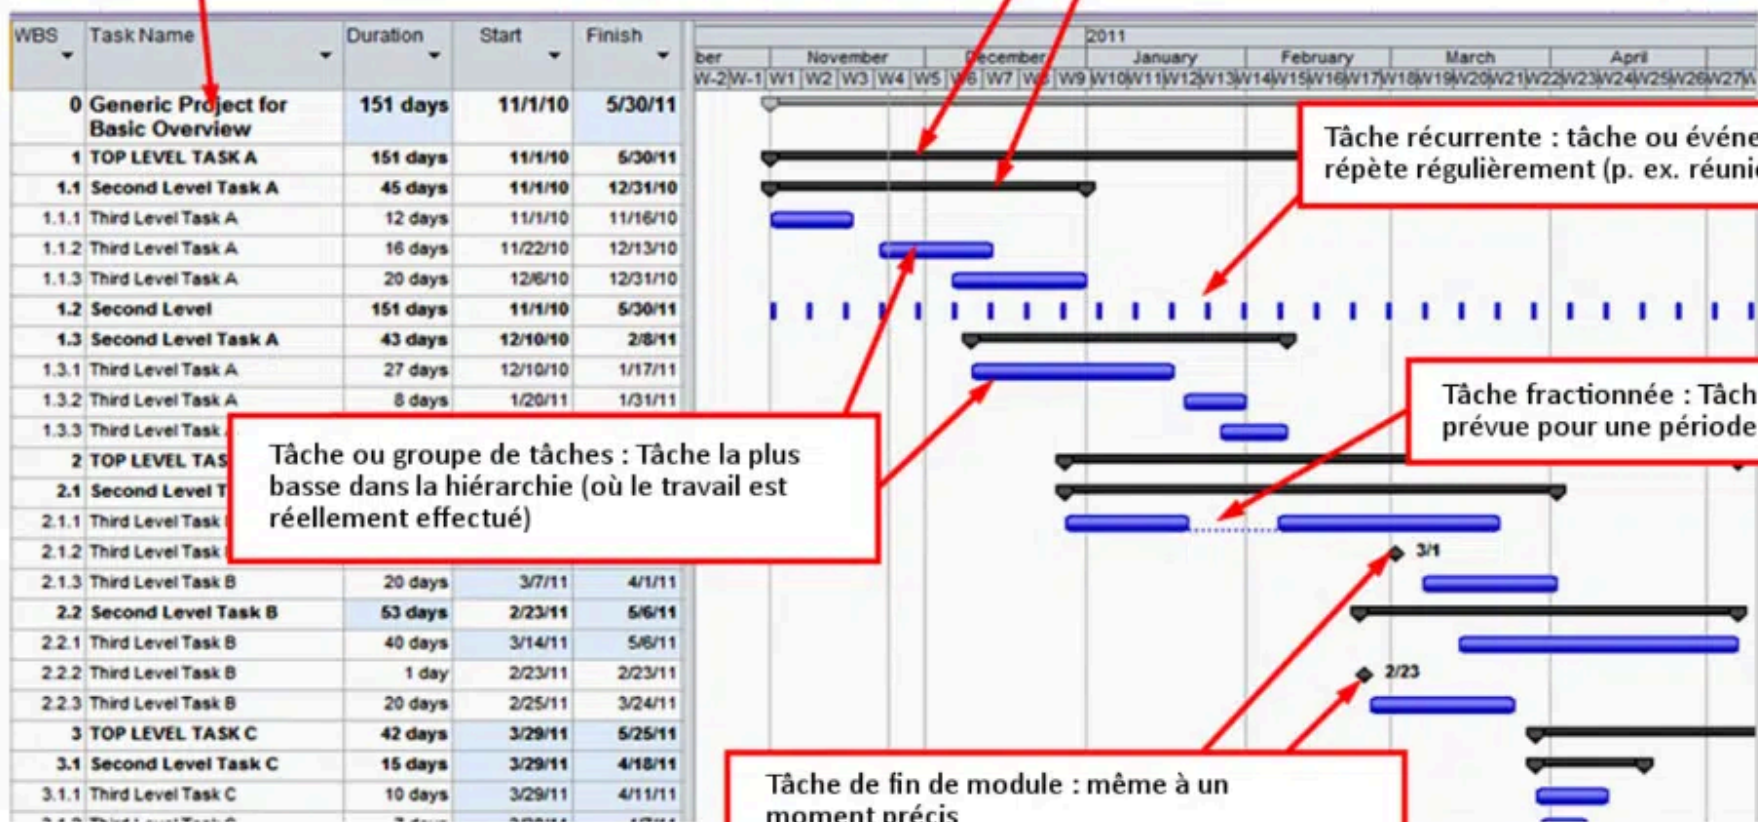 WBS Task Name Duration Start Finish
2011
ber November December January February March April
W-2 W-1 W1 W2 W3 W4 W5 W6 W7 W8 W9 W10 W11 W12 W13 W14 W15 W16 W17 W18 W19 W20 W21 W22 W23 W24 W25 W26 W27 W
0 Generic Project for 151 days 11/1/10 5/30/11
Basic Overview
1 TOP LEVEL TASK A 151 days 11/1/10 5/30/11
1.1 Second Level Task A 45 days 11/1/10 12/31/10
1.1.1 Third Level Task A 12 days 11/1/10 11/16/10
1.1.2 Third Level Task A 16 days 11/22/10 12/13/10
1.1.3 Third Level Task A 20 days 12/6/10 12/31/10
1.2 Second Level 151 days 11/1/10 5/30/11
1.3 Second Level Task A 43 days 12/10/10 2/8/11
1.3.1 Third Level Task A 27 days 12/10/10 1/17/11
1.3.2 Third Level Task A 8 days 1/20/11 1/31/11
1.3.3 Third Level Task
2 TOP LEVEL TAS
2.1 Second Level T
2.1.1 Third Level Task
2.1.2 Third Level Task
2.1.3 Third Level Task B 20 days 3/7/11 4/1/11
2.2 Second Level Task B 53 days 2/23/11 5/6/11
2.2.1 Third Level Task B 40 days 3/14/11 5/6/11
2.2.2 Third Level Task B 1 day 2/23/11 2/23/11
2.2.3 Third Level Task B 20 days 2/25/11 3/24/11
3 TOP LEVEL TASK C 42 days 3/29/11 5/25/11
3.1 Second Level Task C 15 days 3/29/11 4/18/11
3.1.1 Third Level Task C 10 days 3/29/11 4/11/11
Tâche récurrente : tâche ou événe
répète régulièrement (p. ex. réunio
Tâche fractionnée : Tâch
prévue pour une période
Tâche ou groupe de tâches : Tâche la plus
basse dans la hiérarchie (où le travail est
réellement effectué)
3/1
2/23
Tâche de fin de module : même à un
moment précis